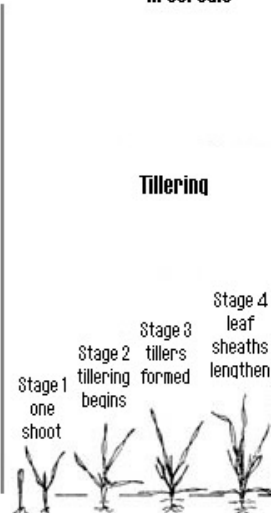 Tillering
Stage 1
one
shoot
Stage 2
tillering
begins
Stage 3
tillers
formed
Stage 4
leaf
sheaths
lengthen